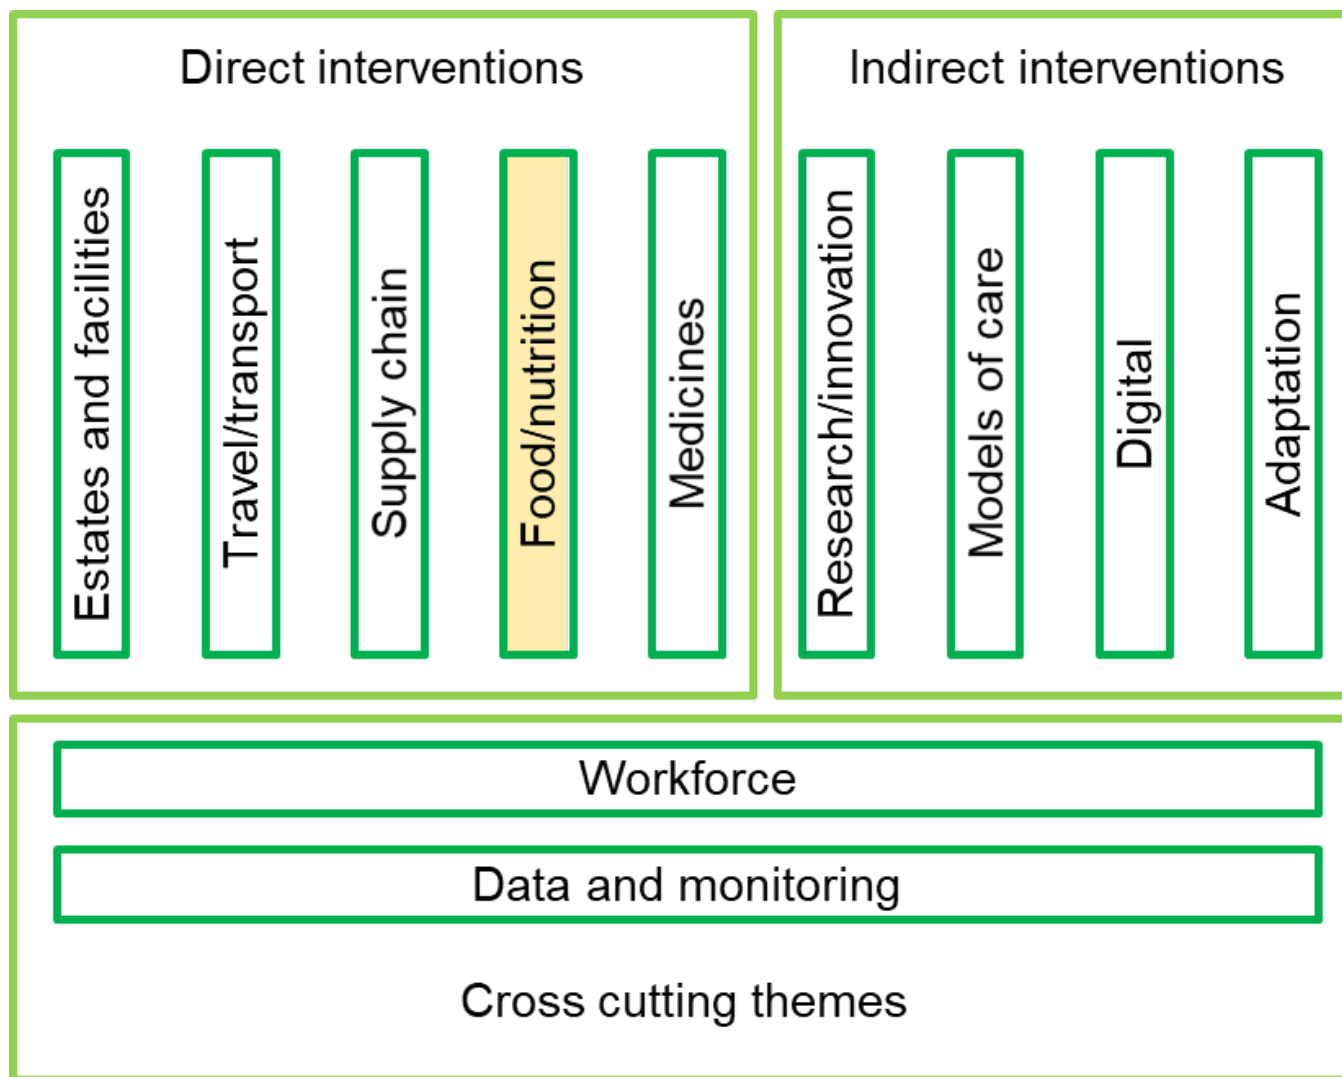 Direct interventions
Estates and facilities
Travel/transport
Supply chain
Food/nutrition
Medicines
Indirect interventions
Research/innovation
Models of care
Digital
Adaptation
Workforce
Data and monitoring
Cross cutting themes